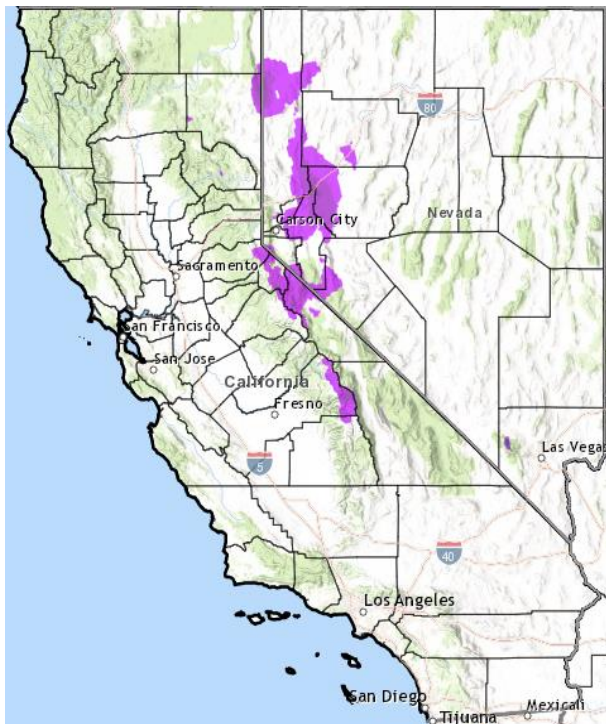 80
Nevada
Carson City
Sacramento
San Francisco
San Jose
California
Fresno
5
Las Vegas
40
Los Angeles
San Diego
Tijuana
Mexicali